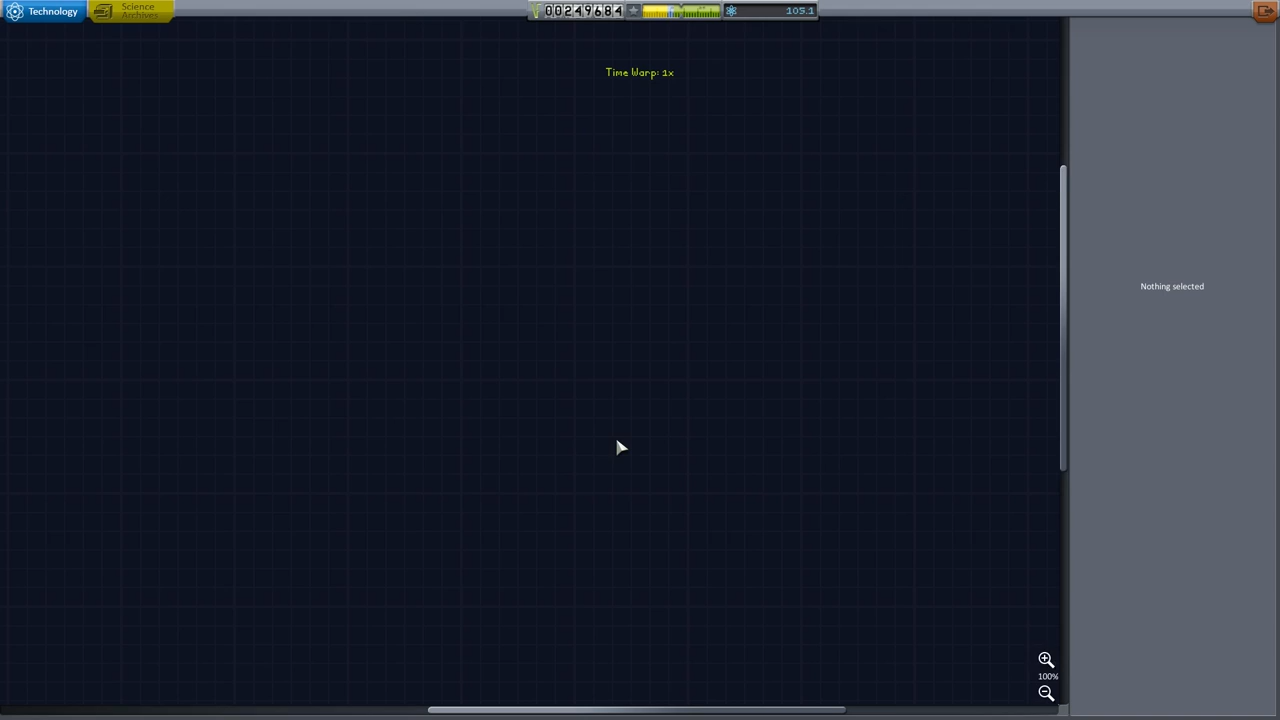 Technology
Science
Archives
00249684
105.1
Time Warp: 1x
Nothing selected
100%